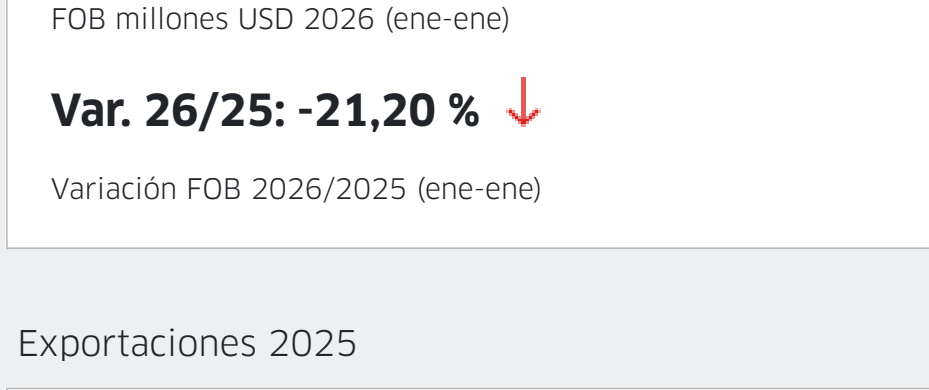 FOB millones USD 2026 (ene-ene)
Var. 26/25: -21,20 %
Variación FOB 2026/2025 (ene-ene)
Exportaciones 2025